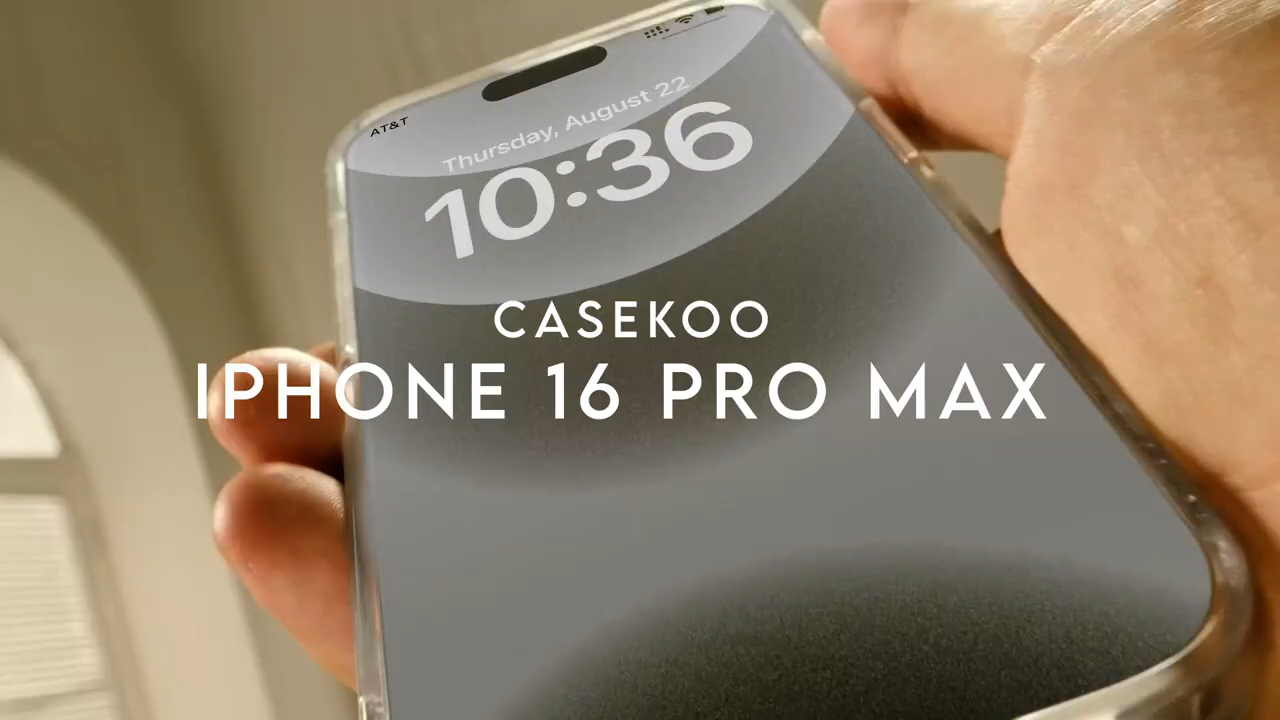 AT&T
Thursday, August 22
10:36
CASEKOO
IPHONE 16 PRO MAX